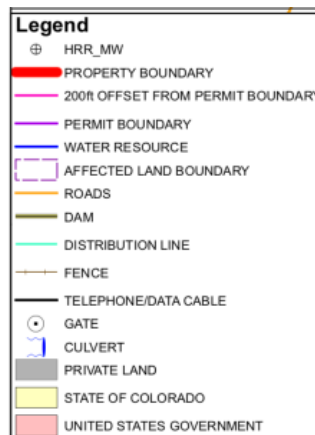 Legend
HRR_MW
PROPERTY BOUNDARY
200ft OFFSET FROM PERMIT BOUNDARY
PERMIT BOUNDARY
WATER RESOURCE
AFFECTED LAND BOUNDARY
ROADS
DAM
DISTRIBUTION LINE
FENCE
TELEPHONE/DATA CABLE
GATE
CULVERT
PRIVATE LAND
STATE OF COLORADO
UNITED STATES GOVERNMENT